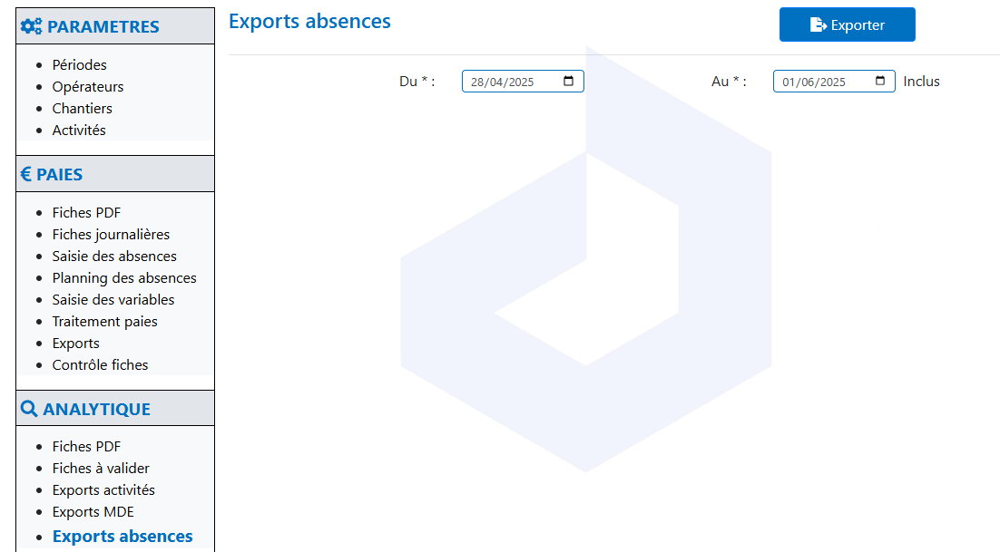 PARAMETRES
Périodes
Opérateurs
Chantiers
Activités
€ PAIES
Fiches PDF
Fiches journalières
Saisie des absences
Planning des absences
Saisie des variables
Traitement paies
Exports
Contrôle fiches
ANALYTIQUE
Fiches PDF
Fiches à valider
Exports activités
Exports MDE
Exports absences
Exports absences
Exporter
Du * : 28/04/2025 Au * : 01/06/2025 Inclus